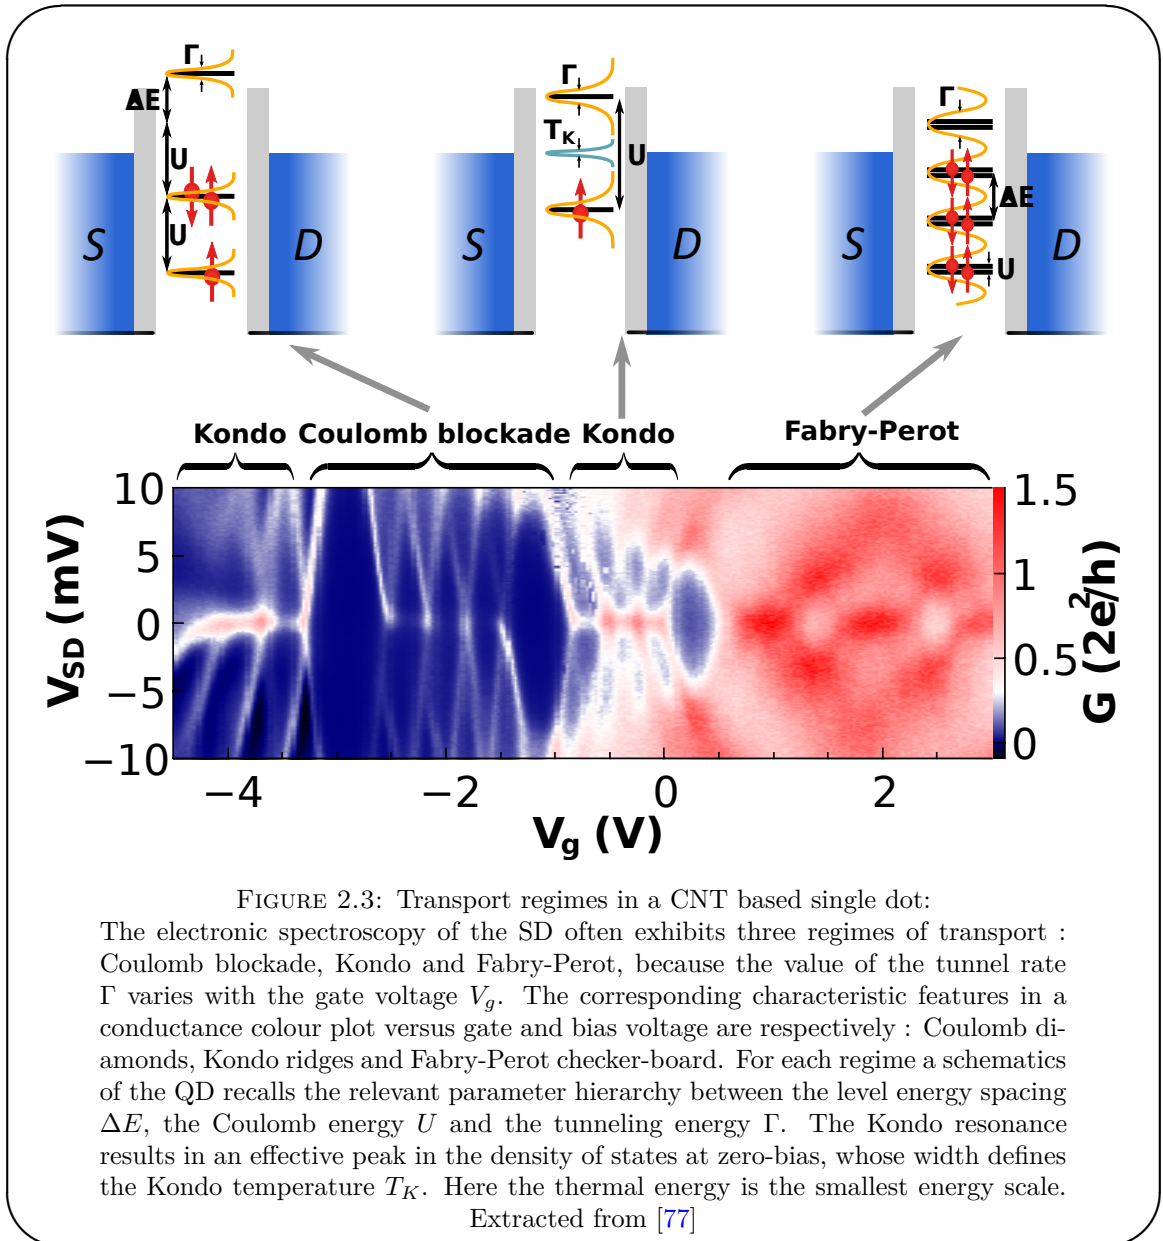 Γ
ΔE
U
U
S
D
Γ
T_K
U
S
D
Γ
ΔE
U
S
D
Kondo Coulomb blockade Kondo Fabry-Perot
10
5
0
−5
−10
V_SD (mV)
−4 −2 0 2
V_g (V)
1.5
1
0.5
0
G (2e²/h)
FIGURE 2.3: Transport regimes in a CNT based single dot:
The electronic spectroscopy of the SD often exhibits three regimes of transport :
Coulomb blockade, Kondo and Fabry-Perot, because the value of the tunnel rate
Γ varies with the gate voltage V_g. The corresponding characteristic features in a
conductance colour plot versus gate and bias voltage are respectively : Coulomb di-
amonds, Kondo ridges and Fabry-Perot checker-board. For each regime a schematics
of the QD recalls the relevant parameter hierarchy between the level energy spacing
ΔE, the Coulomb energy U and the tunneling energy Γ. The Kondo resonance
results in an effective peak in the density of states at zero-bias, whose width defines
the Kondo temperature T_K. Here the thermal energy is the smallest energy scale.
Extracted from [77]